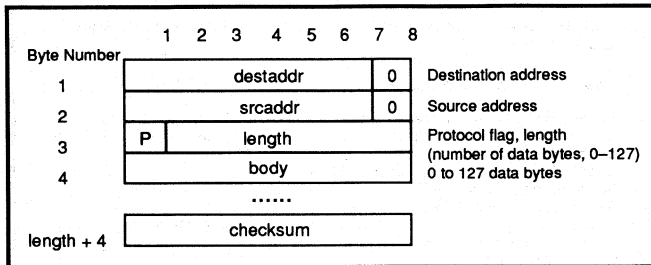 1 2 3 4 5 6 7 8
Byte Number
1 destaddr 0 Destination address
2 srcaddr 0 Source address
3 P length Protocol flag, length
(number of data bytes, 0–127)
4 body 0 to 127 data bytes
......
length + 4 checksum